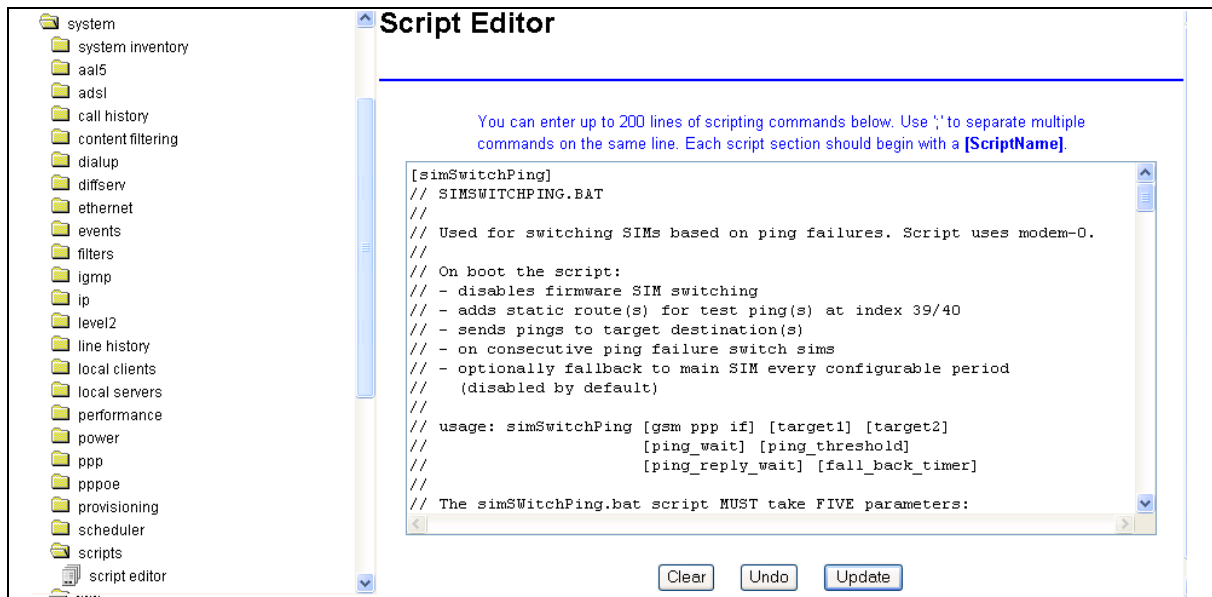 system
system inventory
aal5
adsl
call history
content filtering
dialup
diffserv
ethernet
events
filters
igmp
ip
level2
line history
local clients
local servers
performance
power
ppp
pppoe
provisioning
scheduler
scripts
script editor
Script Editor
You can enter up to 200 lines of scripting commands below. Use ';' to separate multiple
commands on the same line. Each script section should begin with a [ScriptName].
[simSwitchPing]
// SIMSWITCHPING.BAT
//
// Used for switching SIMs based on ping failures. Script uses modem-0.
//
// On boot the script:
// - disables firmware SIM switching
// - adds static route(s) for test ping(s) at index 39/40
// - sends pings to target destination(s)
// - on consecutive ping failure switch sims
// - optionally fallback to main SIM every configurable period
// (disabled by default)
//
// usage: simSwitchPing [gsm ppp if] [target1] [target2]
// [ping_wait] [ping_threshold]
// [ping_reply_wait] [fall_back_timer]
//
// The simSWitchPing.bat script MUST take FIVE parameters:
Clear Undo Update